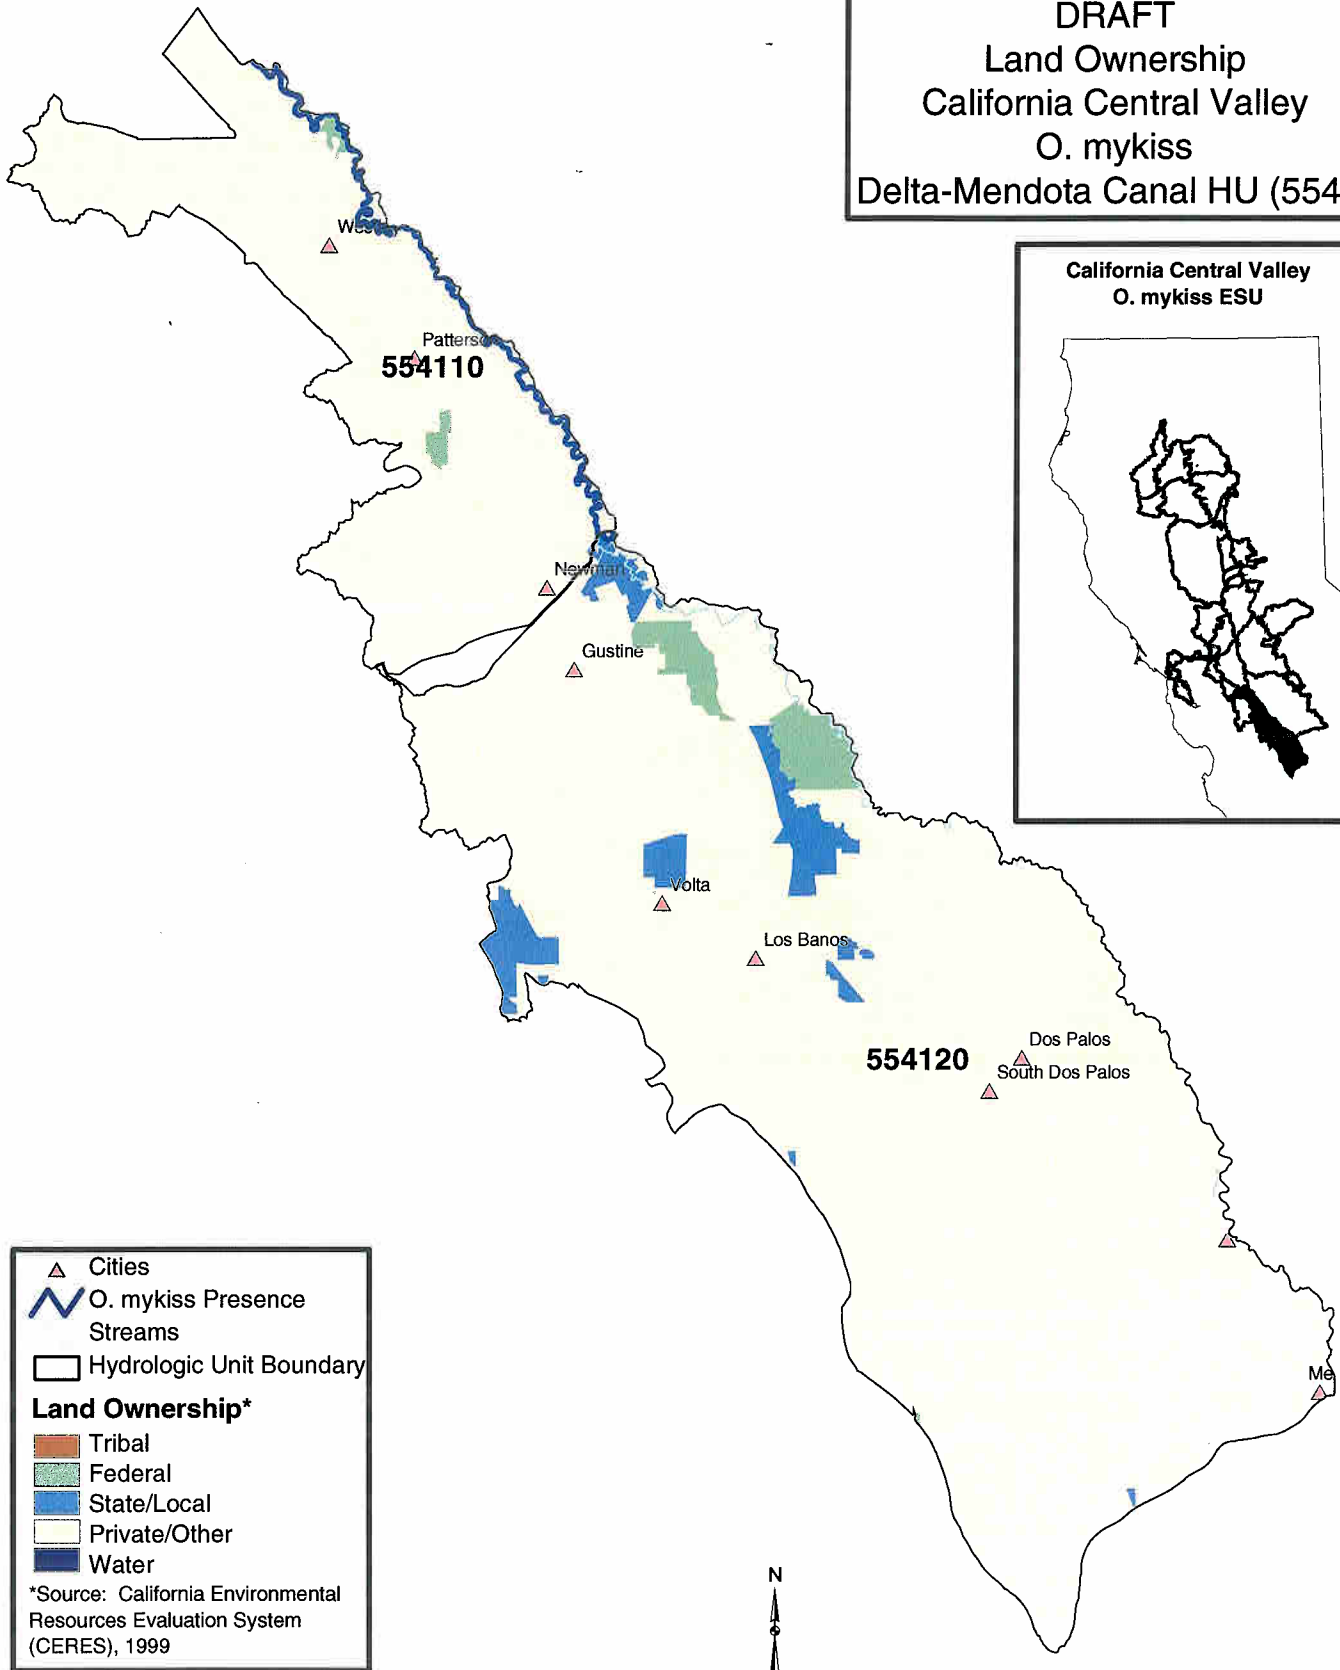 DRAFT
Land Ownership
California Central Valley
O. mykiss
Delta-Mendota Canal HU (554
California Central Valley
O. mykiss ESU
Patterson
554110
Newman
Gustine
Volta
Los Banos
554120
Dos Palos
South Dos Palos
Me
Cities
O. mykiss Presence
Streams
Hydrologic Unit Boundary
Land Ownership*
Tribal
Federal
State/Local
Private/Other
Water
*Source: California Environmental
Resources Evaluation System
(CERES), 1999
N